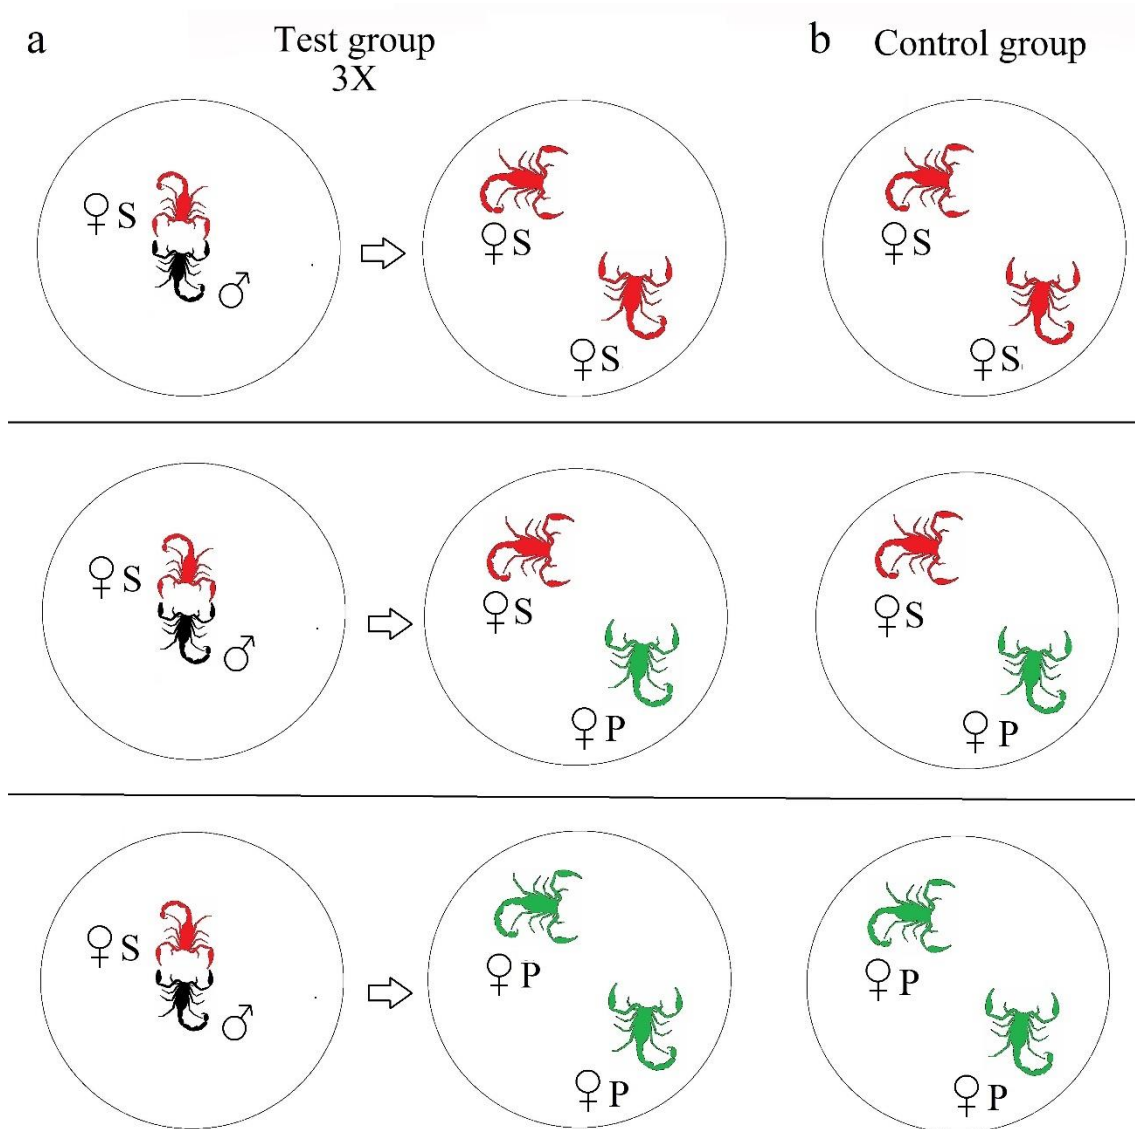 a Test group b Control group
3X
♀ S ♂ ♀ S ♀ S ♀ S ♀ S
♀ S ♂ ♀ S ♀ P ♀ S ♀ P
♀ S ♂ ♀ P ♀ P ♀ P ♀ P